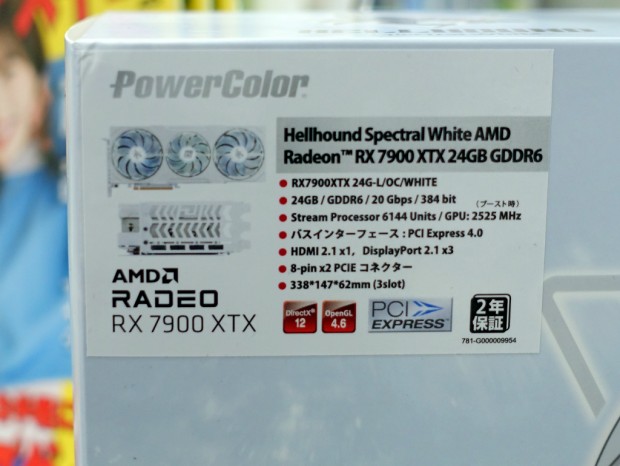 PowerColor
Hellhound Spectral White AMD
Radeon™ RX 7900 XTX 24GB GDDR6
● RX7900XTX 24G-L/OC/WHITE
● 24GB / GDDR6 / 20 Gbps / 384 bit
(ブースト時)
● Stream Processor 6144 Units / GPU: 2525 MHz
● バスインターフェース : PCI Express 4.0
● HDMI 2.1 x1, DisplayPort 2.1 x3
● 8-pin x2 PCIE コネクター
● 338*147*62mm (3slot)
AMD
RADEO
RX 7900 XTX
DirectX® 12
OpenGL 4.6
PCI EXPRESS™
2年 保証
781-G000009954